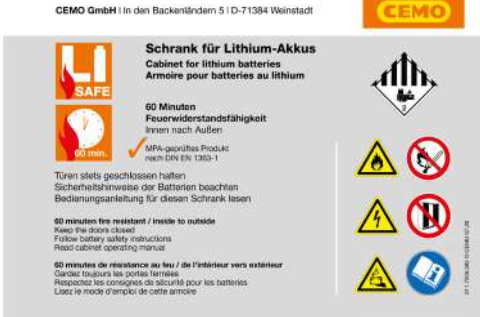 CEMO GmbH | In den Backenländern 5 | D-71384 Weinstadt
CEMO
LI
SAFE
Schrank für Lithium-Akkus
Cabinet for lithium batteries
Armoire pour batteries au lithium
60 min.
60 Minuten
Feuerwiderstandsfähigkeit
Innen nach Außen
MPA-geprüftes Produkt
nach DIN EN 1363-1
9
Türen stets geschlossen halten
Sicherheitshinweise der Batterien beachten
Bedienungsanleitung für diesen Schrank lesen
60 minuten fire resistant / inside to outside
Keep the doors closed
Follow battery safety instructions
Read cabinet operating manual
60 minutes de résistance au feu / de l'intérieur vers extérieur
Gardez toujours les portes fermées
Respectez les consignes de sécurité pour les batteries
Lisez le mode d'emploi de cette armoire